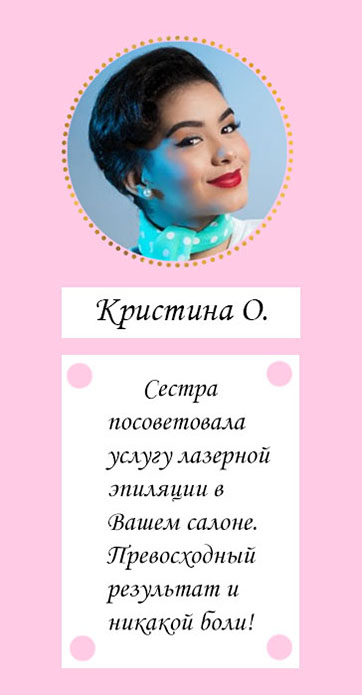 Кристина О.
Сестра
посоветовала
услугу лазерной
эпиляции в
Вашем салоне.
Превосходный
результат и
никакой боли!